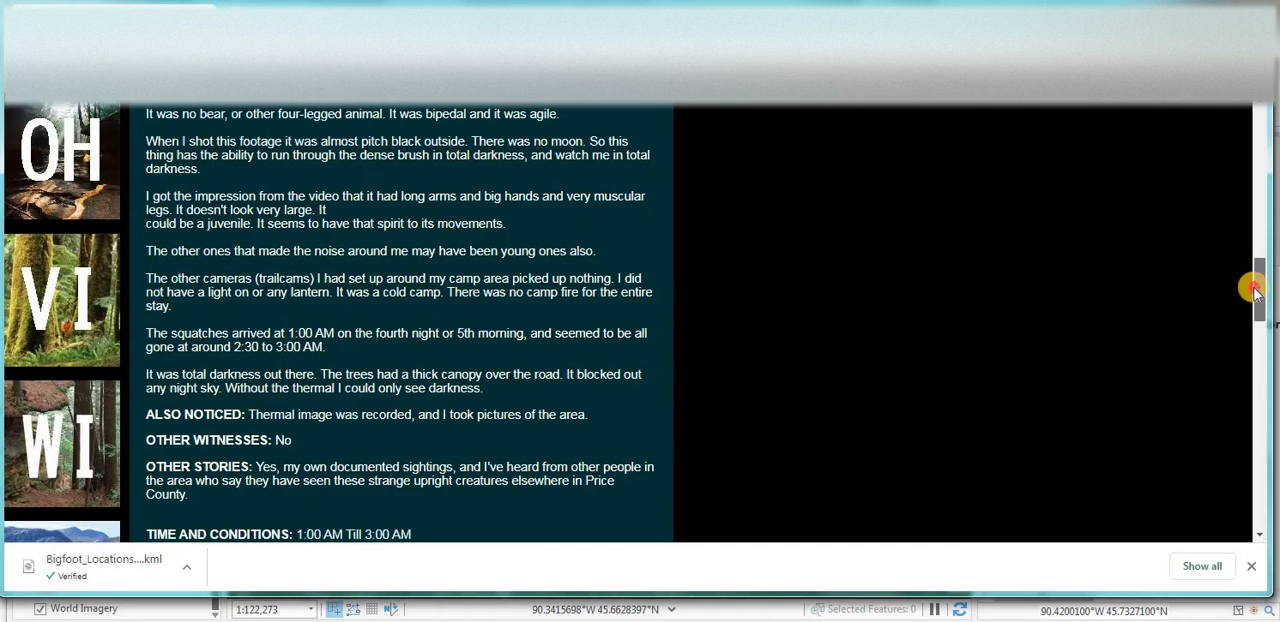 It was no bear, or other four-legged animal. It was bipedal and it was agile.
When I shot this footage it was almost pitch black outside. There was no moon. So this
thing has the ability to run through the dense brush in total darkness, and watch me in total
darkness.
I got the impression from the video that it had long arms and big hands and very muscular
legs. It doesn't look very large. It
could be a juvenile. It seems to have that spirit to its movements.
The other ones that made the noise around me may have been young ones also.
The other cameras (trailcams) I had set up around my camp area picked up nothing. I did
not have a light on or any lantern. It was a cold camp. There was no camp fire for the entire
stay.
The squatches arrived at 1:00 AM on the fourth night or 5th morning, and seemed to be all
gone at around 2:30 to 3:00 AM.
It was total darkness out there. The trees had a thick canopy over the road. It blocked out
any night sky. Without the thermal I could only see darkness.
ALSO NOTICED: Thermal image was recorded, and I took pictures of the area.
OTHER WITNESSES: No
OTHER STORIES: Yes, my own documented sightings, and I've heard from other people in
the area who say they have seen these strange upright creatures elsewhere in Price
County.
TIME AND CONDITIONS: 1:00 AM Till 3:00 AM
OH
VI
WI
Bigfoot_Locations....kml
Verified
Show all
World Imagery
1:122,273
90.3415698°W 45.6628397°N
Selected Features: 0
90.4200100°W 45.7327100°N